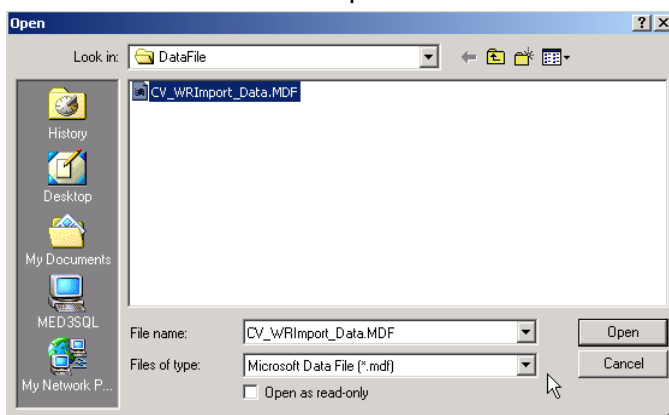 Open
Look in: DataFile
CV_WRImport_Data.MDF
History
Desktop
My Documents
MED3SQL
My Network P...
File name: CV_WRImport_Data.MDF Open
Files of type: Microsoft Data File (*.mdf) Cancel
Open as read-only